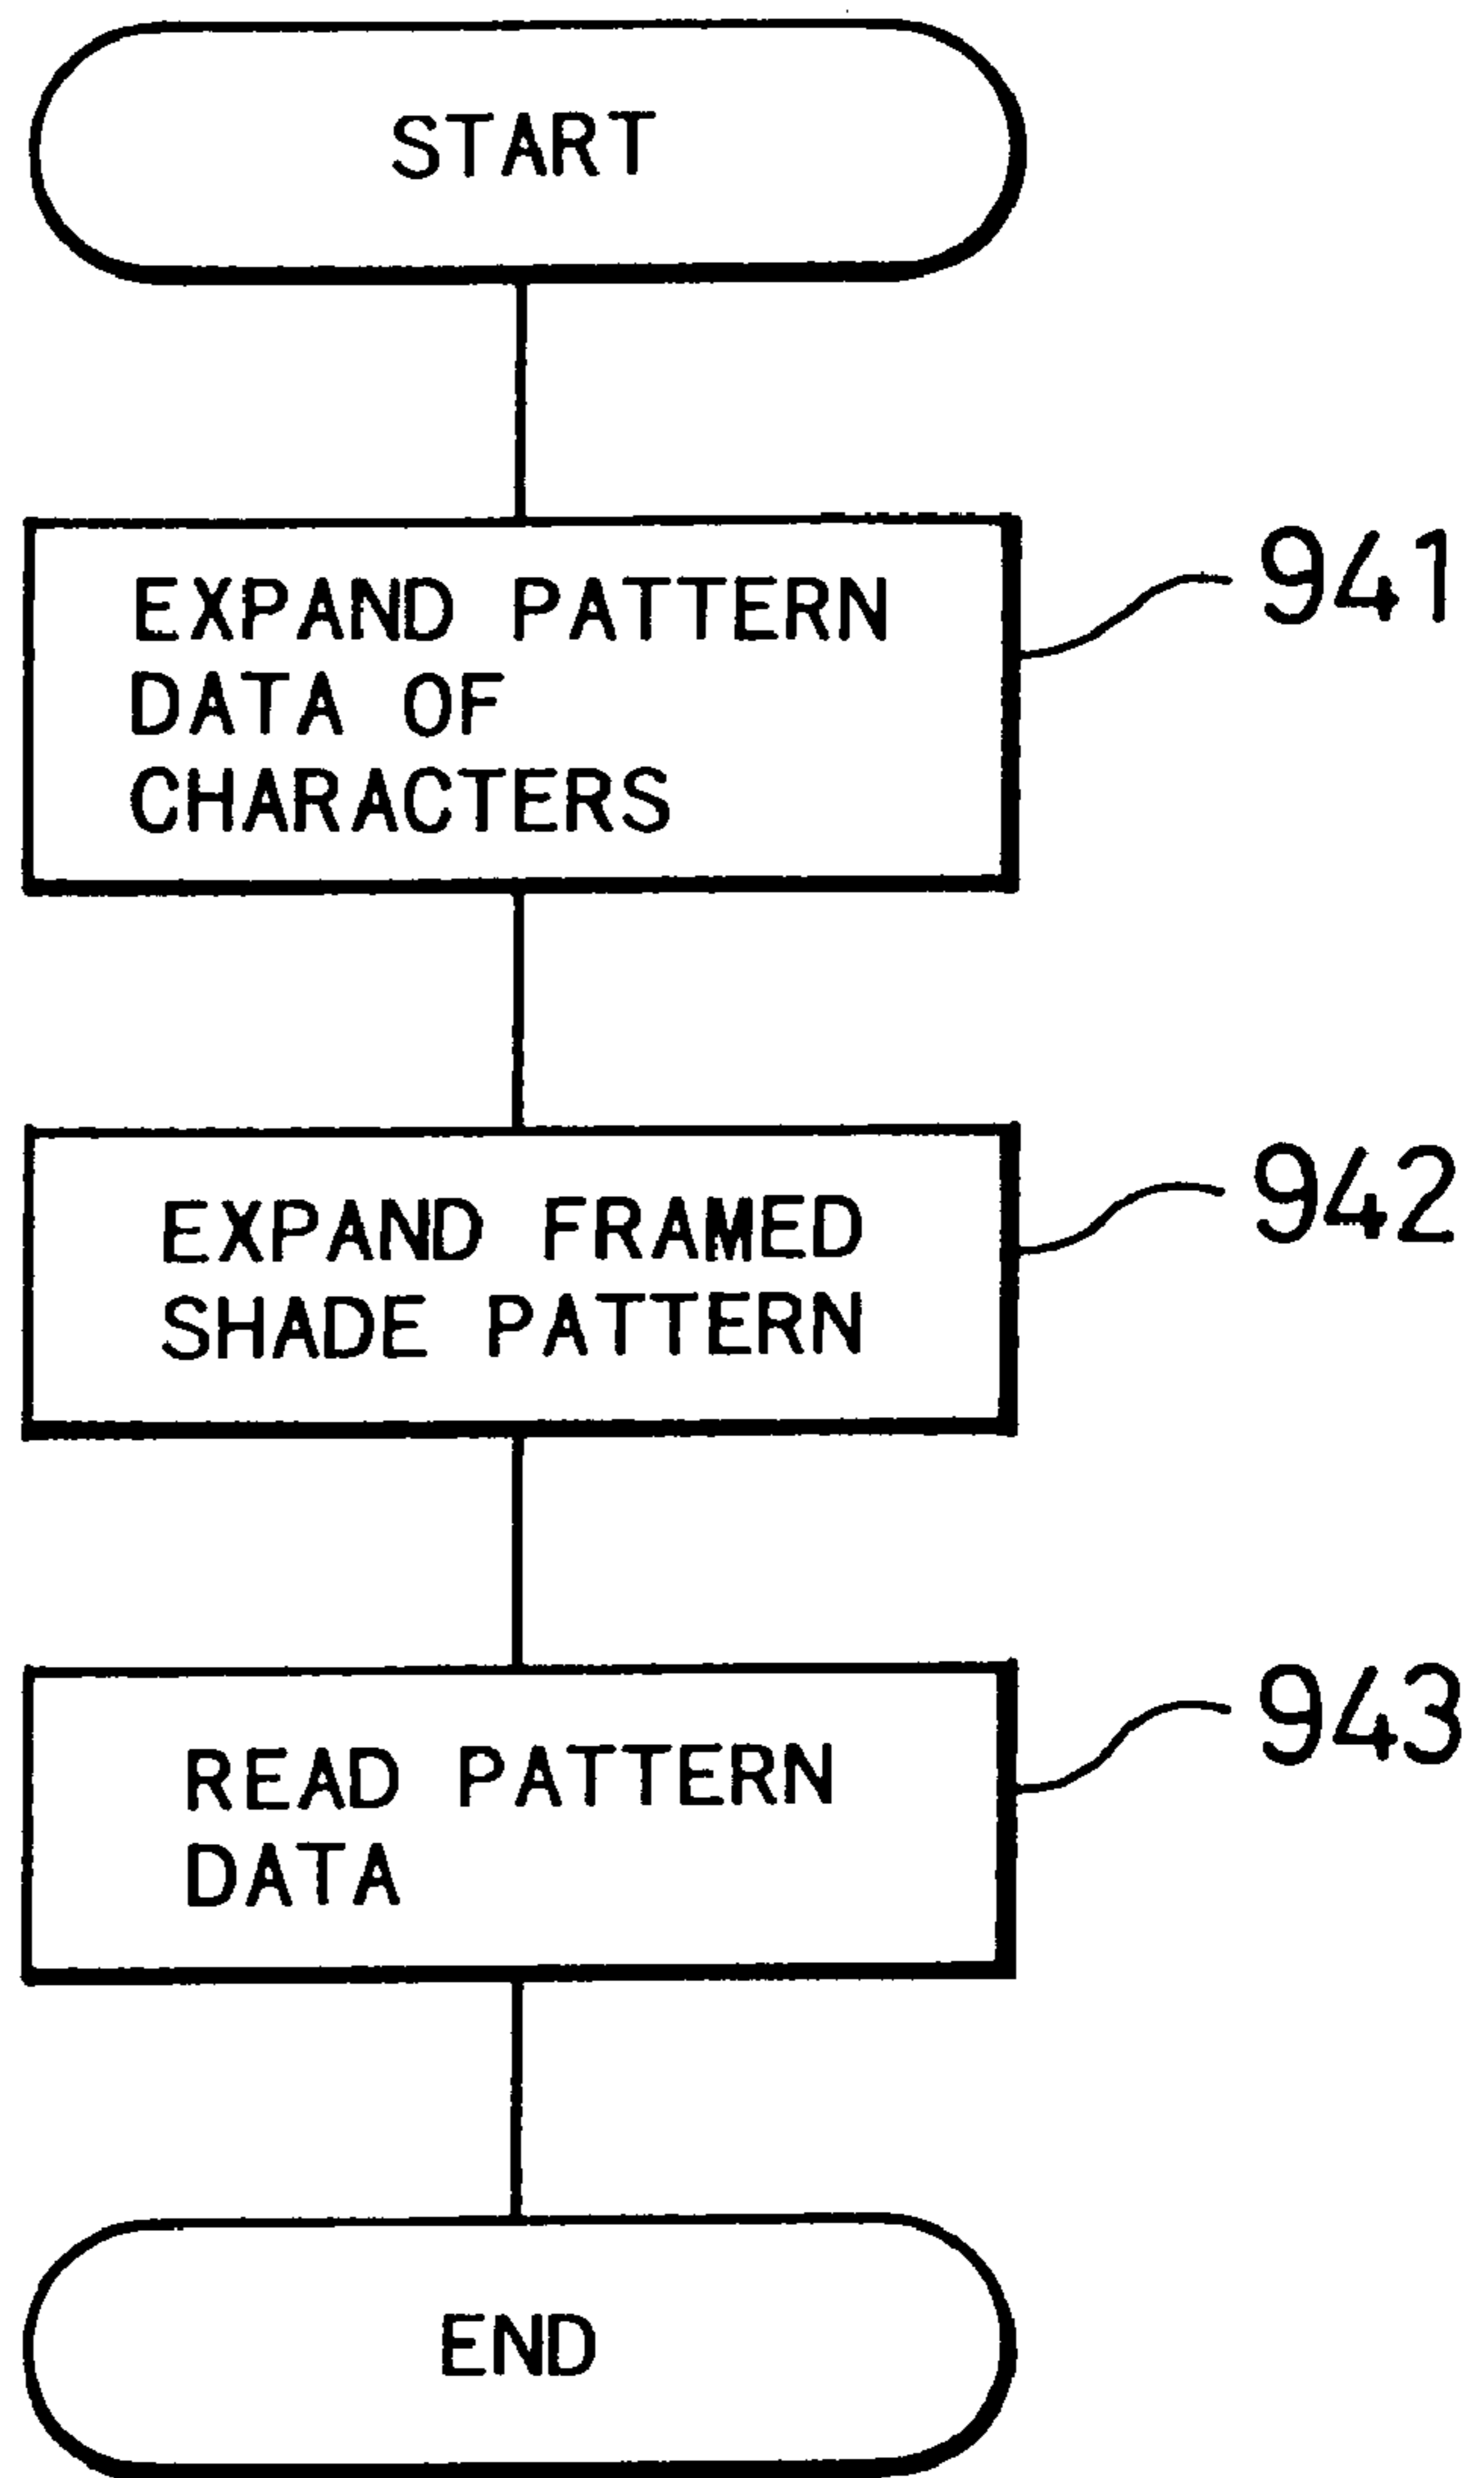 START
EXPAND PATTERN
DATA OF
CHARACTERS
941
EXPAND FRAMED
SHADE PATTERN
942
READ PATTERN
DATA
943
END